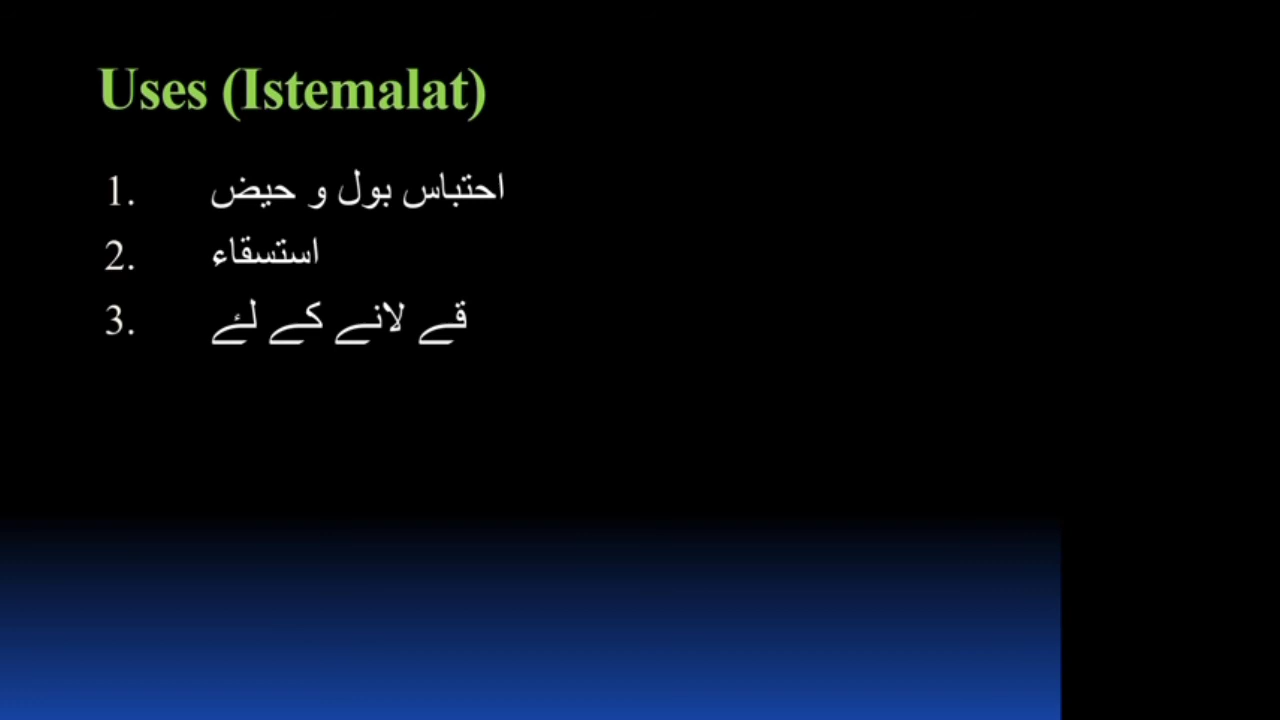 Uses (Istemalat)
1. احتباس بول و حیض
2. استسقاء
3. قے لانے کے لئے